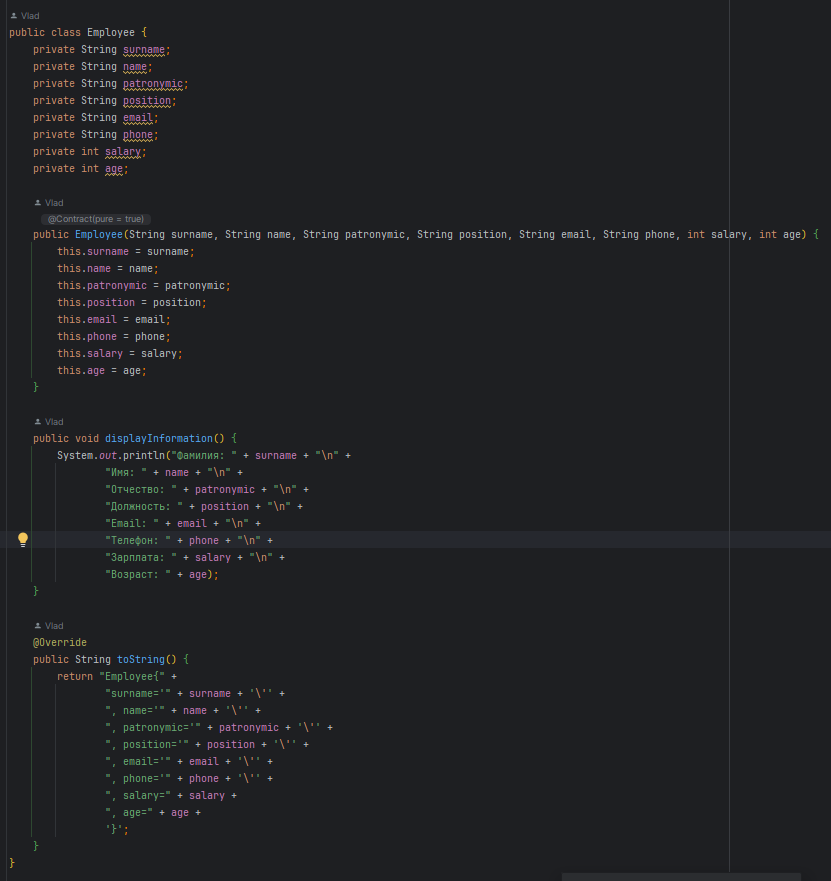 Vlad
public class Employee {
    private String surname;
    private String name;
    private String patronymic;
    private String position;
    private String email;
    private String phone;
    private int salary;
    private int age;
Vlad
@Contract(pure = true)
    public Employee(String surname, String name, String patronymic, String position, String email, String phone, int salary, int age) {
        this.surname = surname;
        this.name = name;
        this.patronymic = patronymic;
        this.position = position;
        this.email = email;
        this.phone = phone;
        this.salary = salary;
        this.age = age;
    }
Vlad
    public void displayInformation() {
        System.out.println("Фамилия: " + surname + "\n" +
                "Имя: " + name + "\n" +
                "Отчество: " + patronymic + "\n" +
                "Должность: " + position + "\n" +
                "Email: " + email + "\n" +
                "Телефон: " + phone + "\n" +
                "Зарплата: " + salary + "\n" +
                "Возраст: " + age);
    }
Vlad
    @Override
    public String toString() {
        return "Employee{" +
                "surname='" + surname + '\'' +
                ", name='" + name + '\'' +
                ", patronymic='" + patronymic + '\'' +
                ", position='" + position + '\'' +
                ", email='" + email + '\'' +
                ", phone='" + phone + '\'' +
                ", salary=" + salary +
                ", age=" + age +
                '}';
    }
}